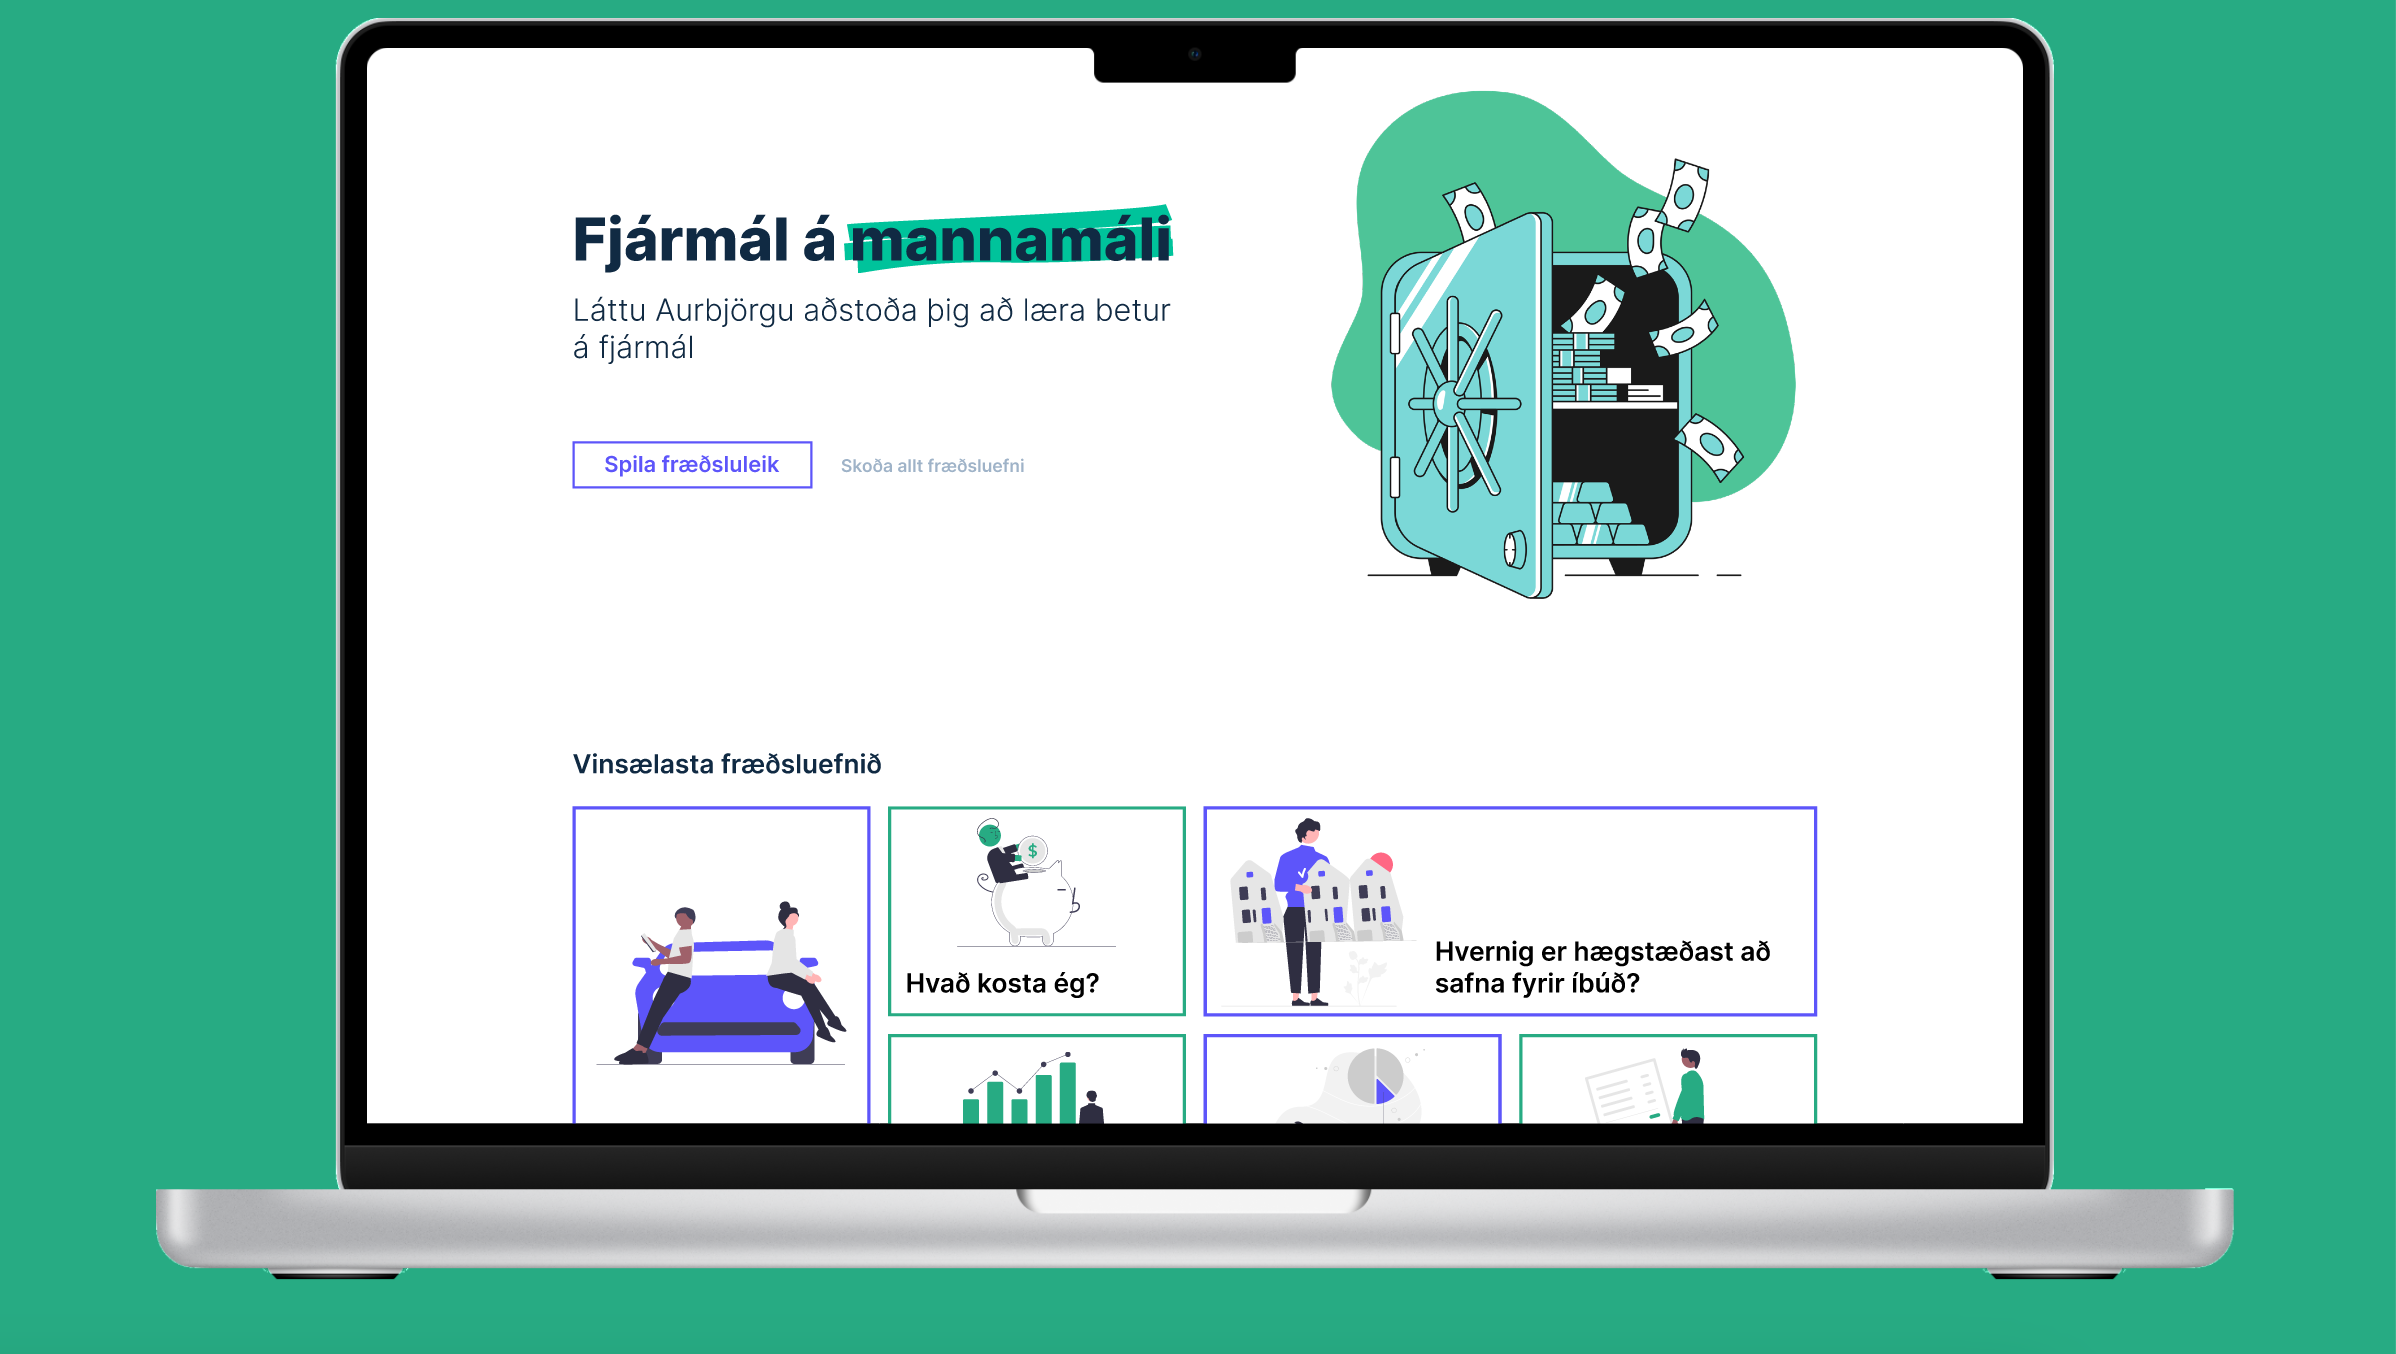 Fjármál á mannamáli
Láttu Aurbjörgu aðstoða þig að læra betur
á fjármál
Spila fræðsluleik
Skoða allt fræðsluefni
Vinsælasta fræðsluefnið
$
Hvað kosta ég?
Hvernig er hægstæðast að
safna fyrir íbúð?